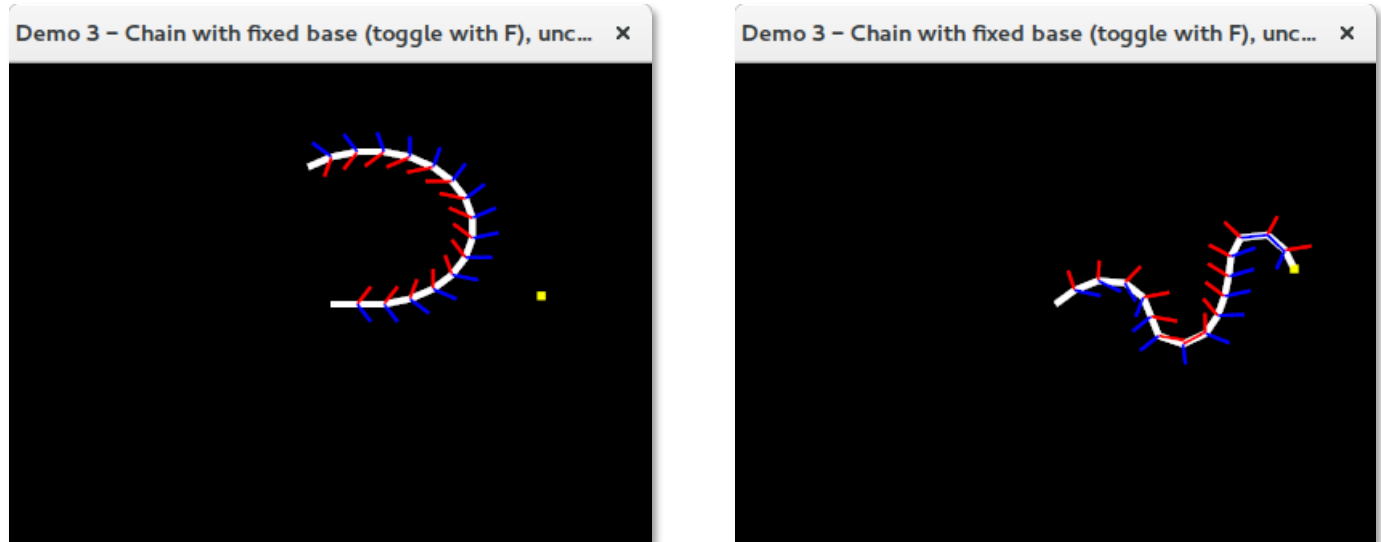 Demo 3 – Chain with fixed base (toggle with F), unc... ×
Demo 3 – Chain with fixed base (toggle with F), unc... ×